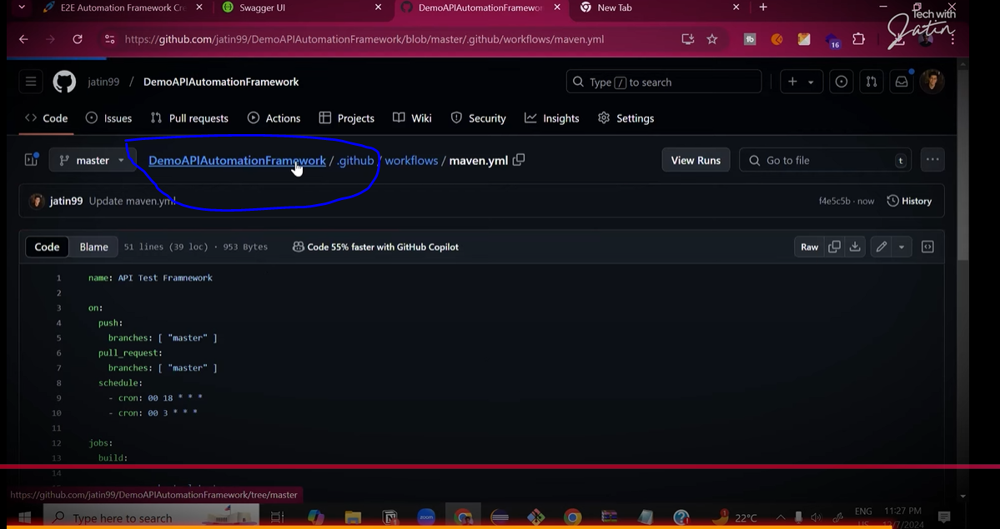 E2E Automation Framework Cr
Swagger UI
DemoAPIAutomationFramewor
New Tab
Tech with
Jatin
https://github.com/jatin99/DemoAPIAutomationFramework/blob/master/.github/workflows/maven.yml
16
jatin99 / DemoAPIAutomationFramework
Type / to search
Code Issues Pull requests Actions Projects Wiki Security Insights Settings
master
DemoAPIAutomationFramework / .github / workflows / maven.yml
View Runs
Go to file
t
jatin99 Update maven.yml
f4e5c5b · now
History
Code Blame 51 lines (39 loc) · 953 Bytes
Code 55% faster with GitHub Copilot
Raw
1 name: API Test Framnework
2
3 on:
4 push:
5 branches: [ "master" ]
6 pull_request:
7 branches: [ "master" ]
8 schedule:
9 - cron: 00 18 * * *
10 - cron: 00 3 * * *
11
12 jobs:
13 build:
14
https://github.com/jatin99/DemoAPIAutomationFramework/tree/master
Type here to search
zoom
22°C
ENG
US
11:27 PM
12/7/2024